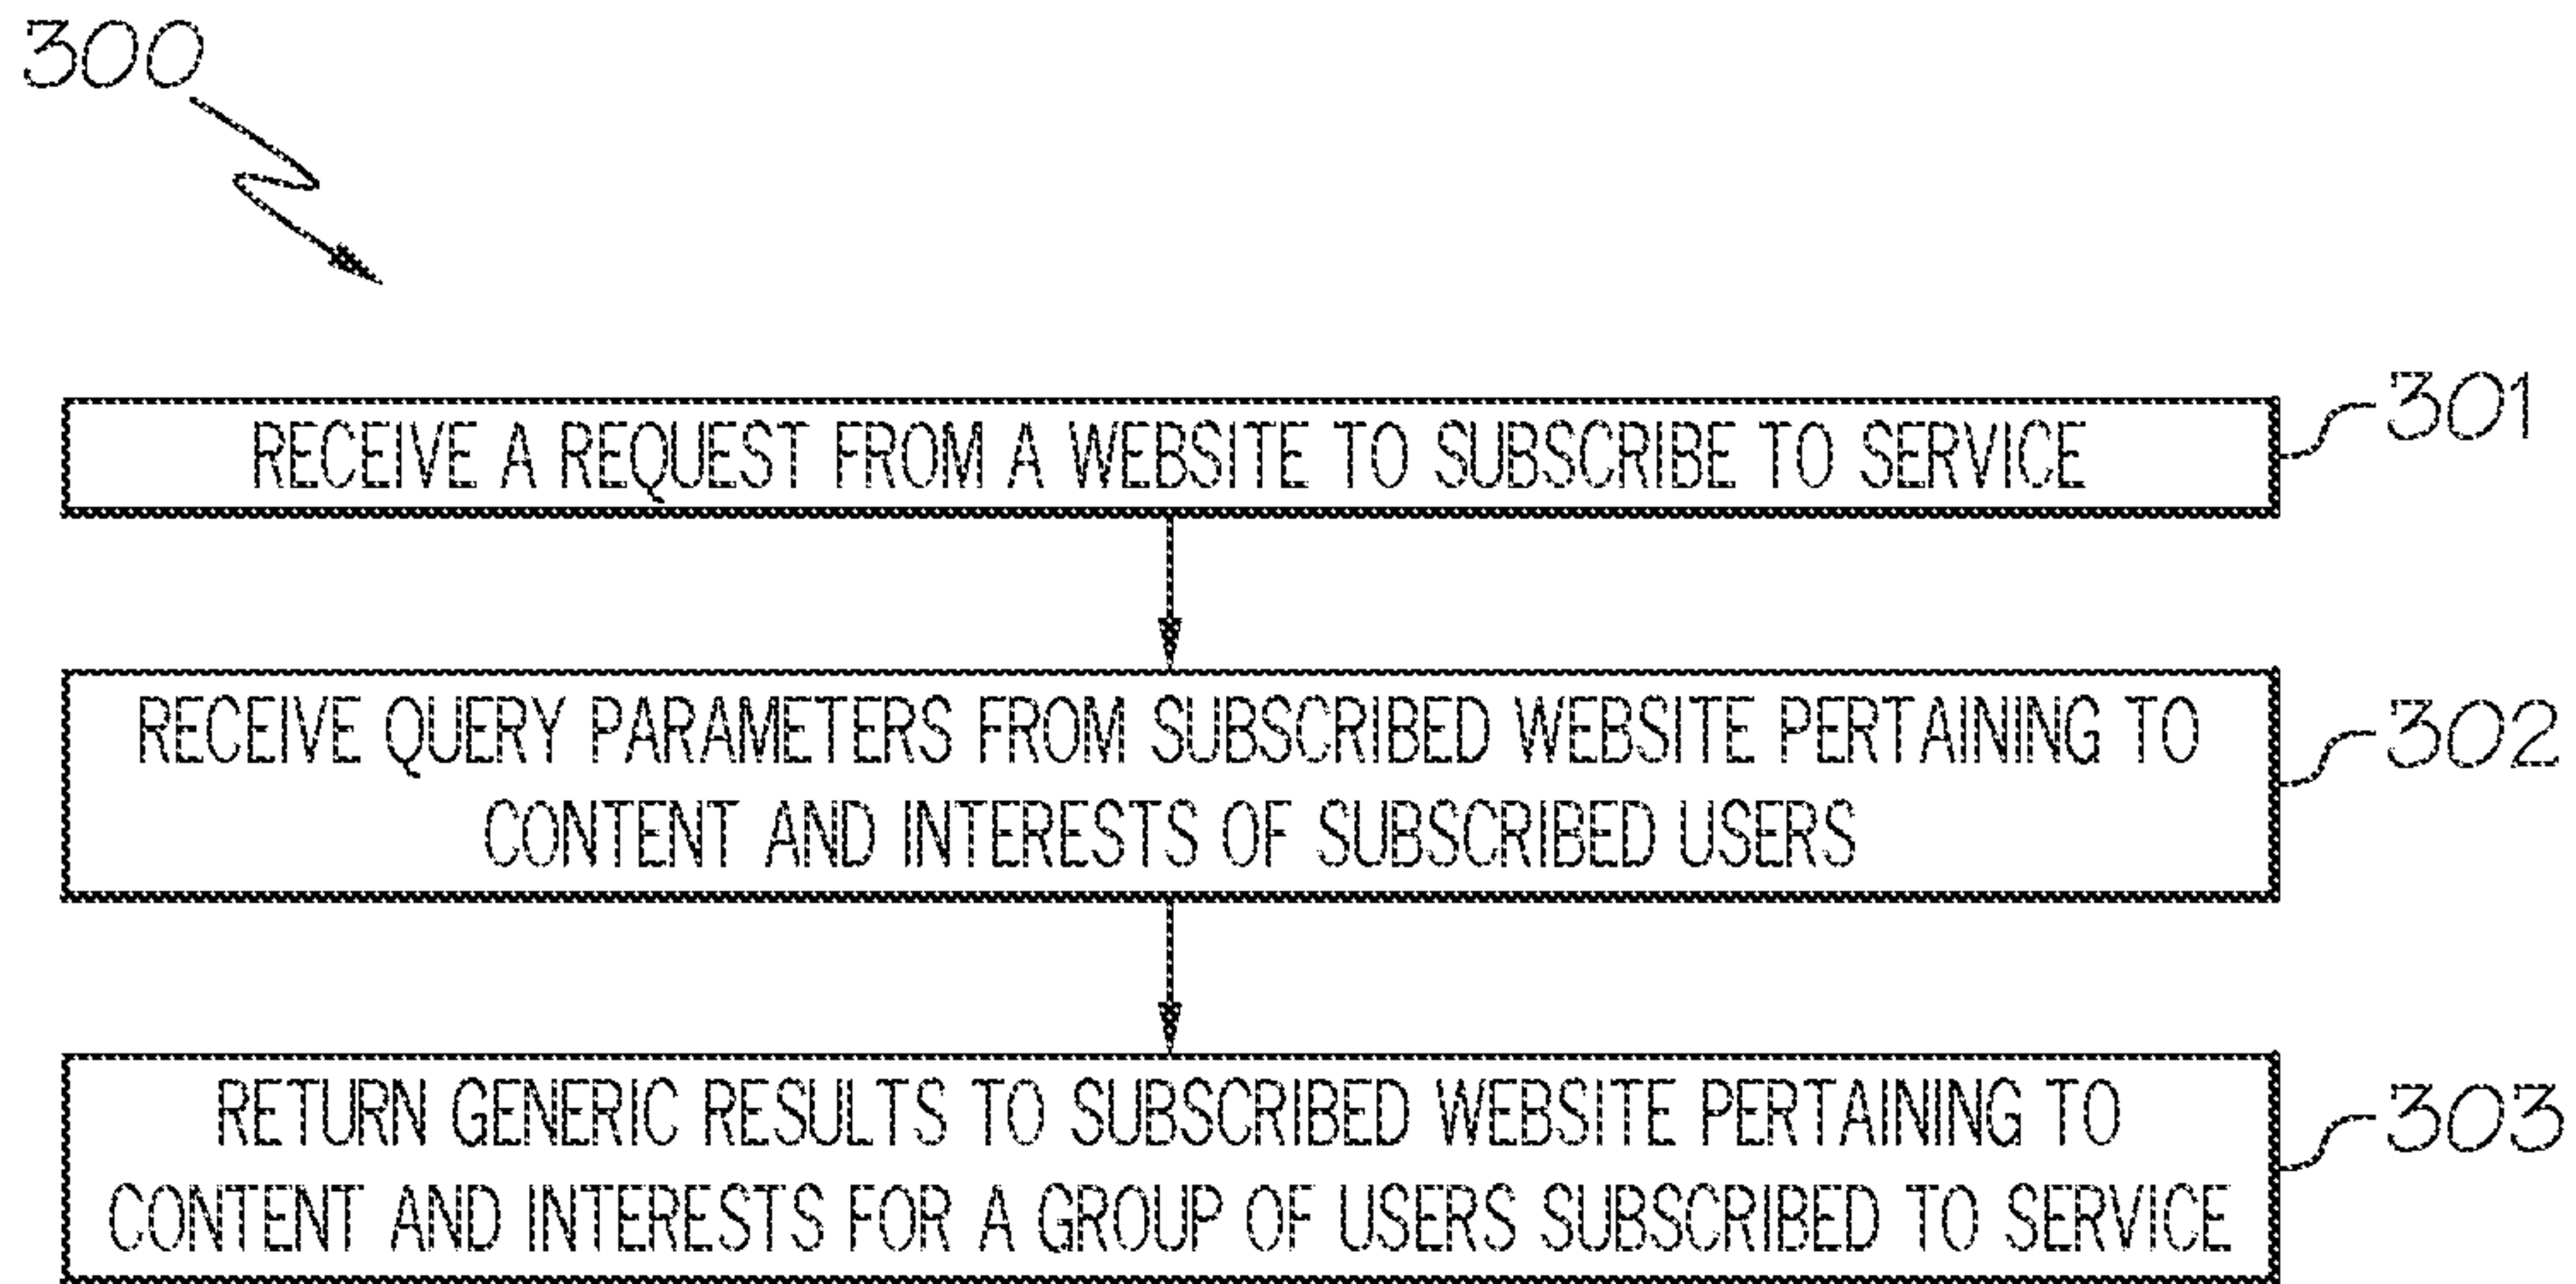 300
RECEIVE A REQUEST FROM A WEBSITE TO SUBSCRIBE TO SERVICE
301
RECEIVE QUERY PARAMETERS FROM SUBSCRIBED WEBSITE PERTAINING TO
CONTENT AND INTERESTS OF SUBSCRIBED USERS
302
RETURN GENERIC RESULTS TO SUBSCRIBED WEBSITE PERTAINING TO
CONTENT AND INTERESTS FOR A GROUP OF USERS SUBSCRIBED TO SERVICE
303